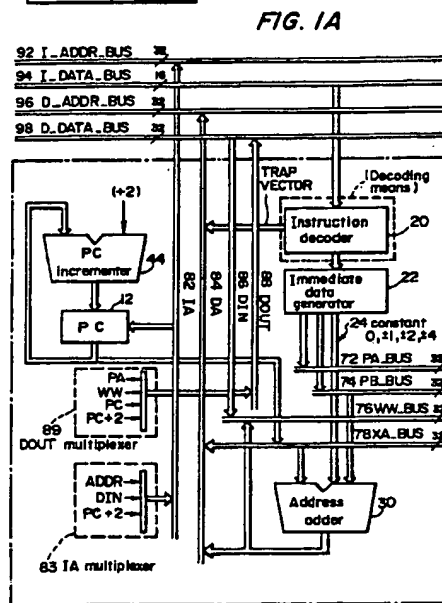 FIG. 1A
92 I_ADDR_BUS 32
94 I_DATA_BUS 16
96 D_ADDR_BUS 32
98 D_DATA_BUS 32
TRAP
VECTOR
(Decoding
means)
Instruction
decoder
20
(+2)
PC
incrementer
44
12
PC
82 IA
84 DA
86 DIN
88 DOUT
Immediate
data
generator
22
24 constant
0, ±1, ±2, ±4
72 PA_BUS
74 PB_BUS
76 WW_BUS
78 XA_BUS
PA
WW
PC
PC+2
89
DOUT multiplexer
ADDR
DIN
PC+2
83 IA multiplexer
Address
adder
30